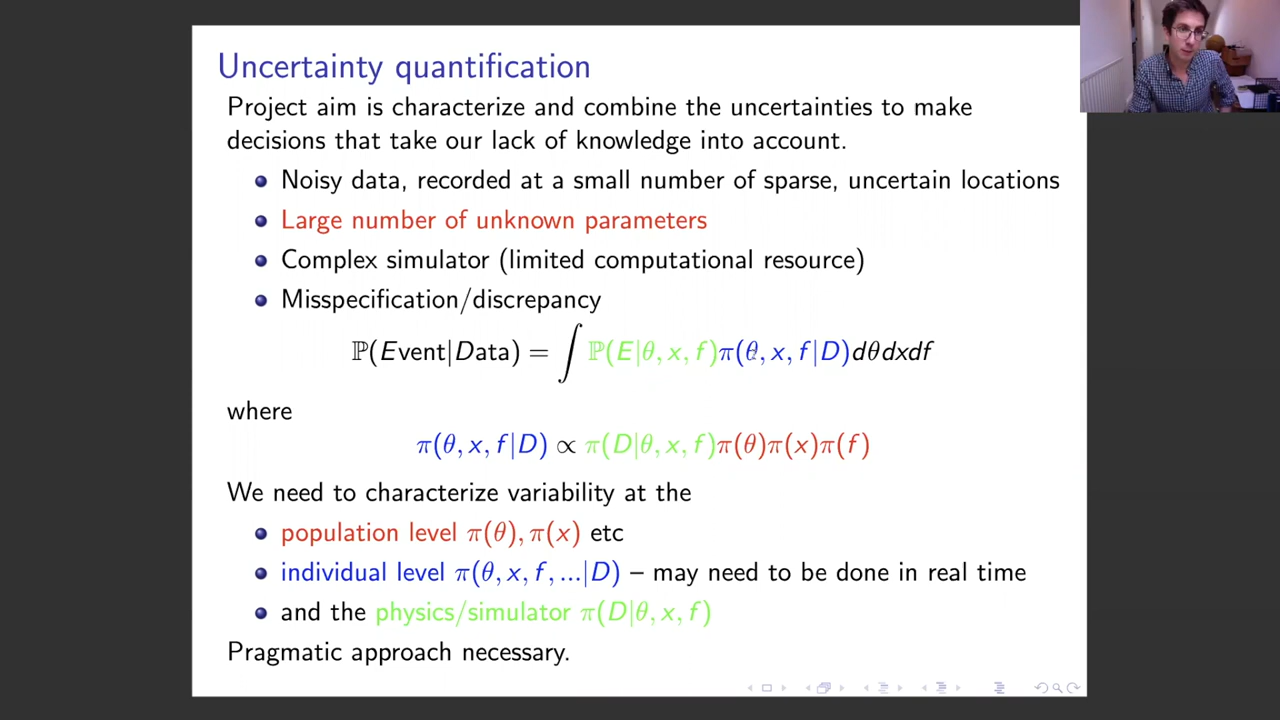 Uncertainty quantification
Project aim is characterize and combine the uncertainties to make
decisions that take our lack of knowledge into account.
Noisy data, recorded at a small number of sparse, uncertain locations
Large number of unknown parameters
Complex simulator (limited computational resource)
Misspecification/discrepancy
ℙ(Event|Data) = ∫ ℙ(E|θ, x, f)π(θ, x, f|D)dθdxdf
where
π(θ, x, f|D) ∝ π(D|θ, x, f)π(θ)π(x)π(f)
We need to characterize variability at the
population level π(θ), π(x) etc
individual level π(θ, x, f, ...|D) – may need to be done in real time
and the physics/simulator π(D|θ, x, f)
Pragmatic approach necessary.